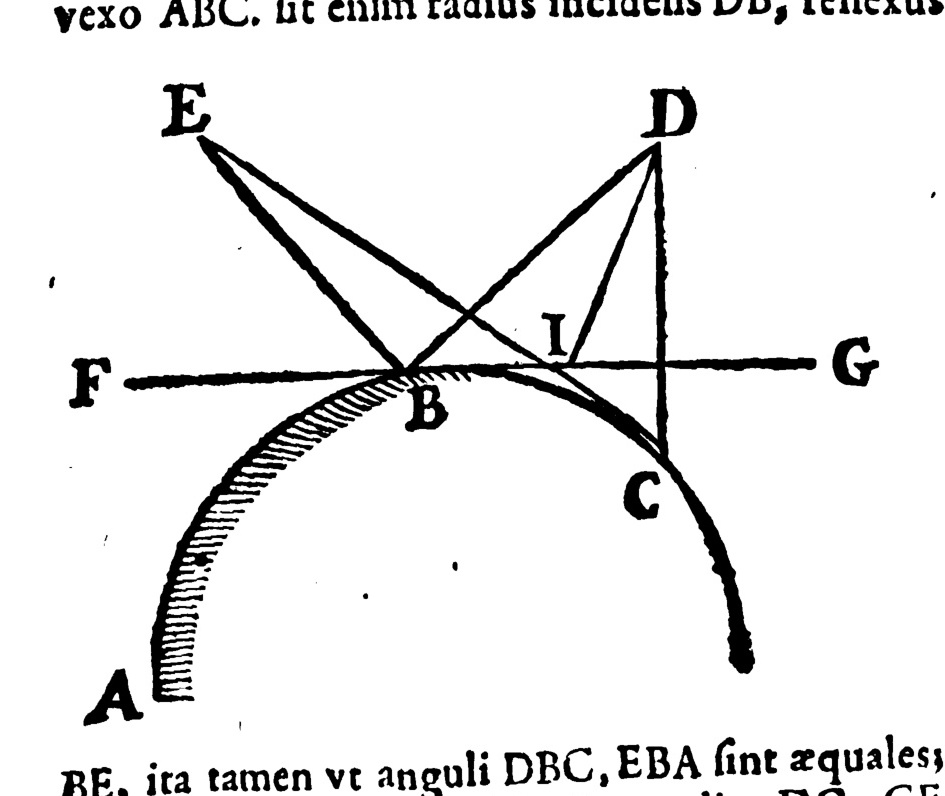 vexo ABC. sit enim radius incidens DB, reflexus
E D
I
F G
B
C
A
BE, ita tamen vt anguli DBC, EBA ſint æquales;